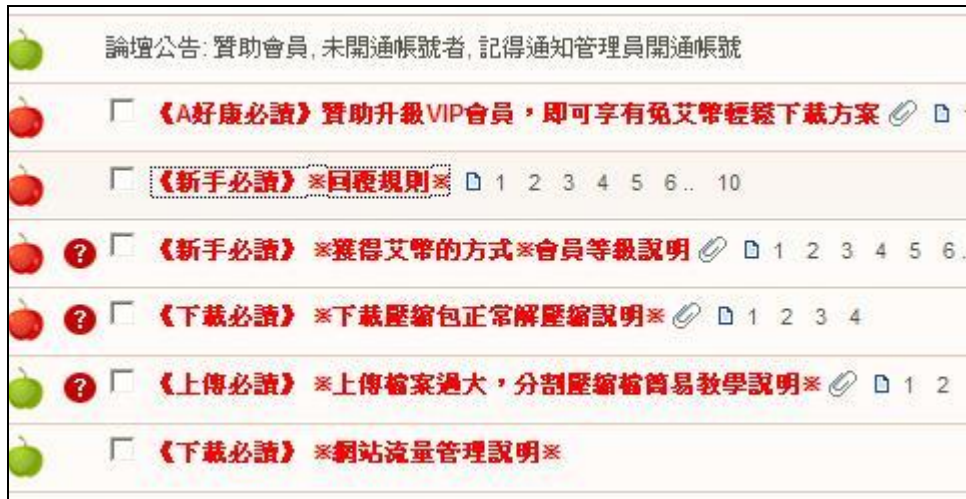 論壇公告: 贊助會員, 未開通帳號者, 記得通知管理員開通帳號
《A好康必讀》贊助升級VIP會員，即可享有免艾幣輕鬆下載方案
《新手必讀》※回覆規則※ 1 2 3 4 5 6.. 10
? 《新手必讀》※獲得艾幣的方式※會員等級說明 1 2 3 4 5 6.
? 《下載必讀》※下載壓縮包正常解壓縮說明※ 1 2 3 4
? 《上傳必讀》※上傳檔案過大，分割壓縮檔簡易教學說明※ 1 2
《下載必讀》※網站流量管理說明※